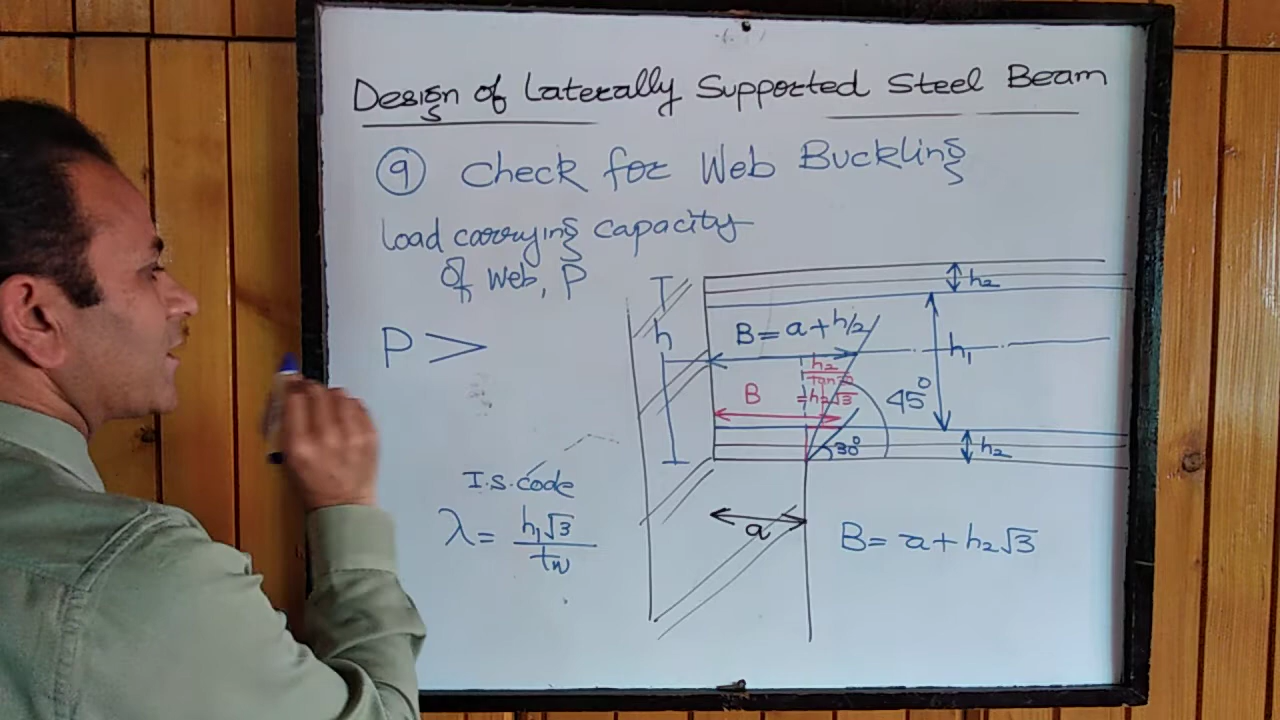 Design of Laterally Supported Steel Beam
9 Check for Web Buckling
load carrying capacity
of web, P
P >
h2
B = a + h/2
h
h1
h2
tan30
= h2√3
B
45°
30°
h2
I.s. code
λ = h1√3
tw
a
B = a + h2√3